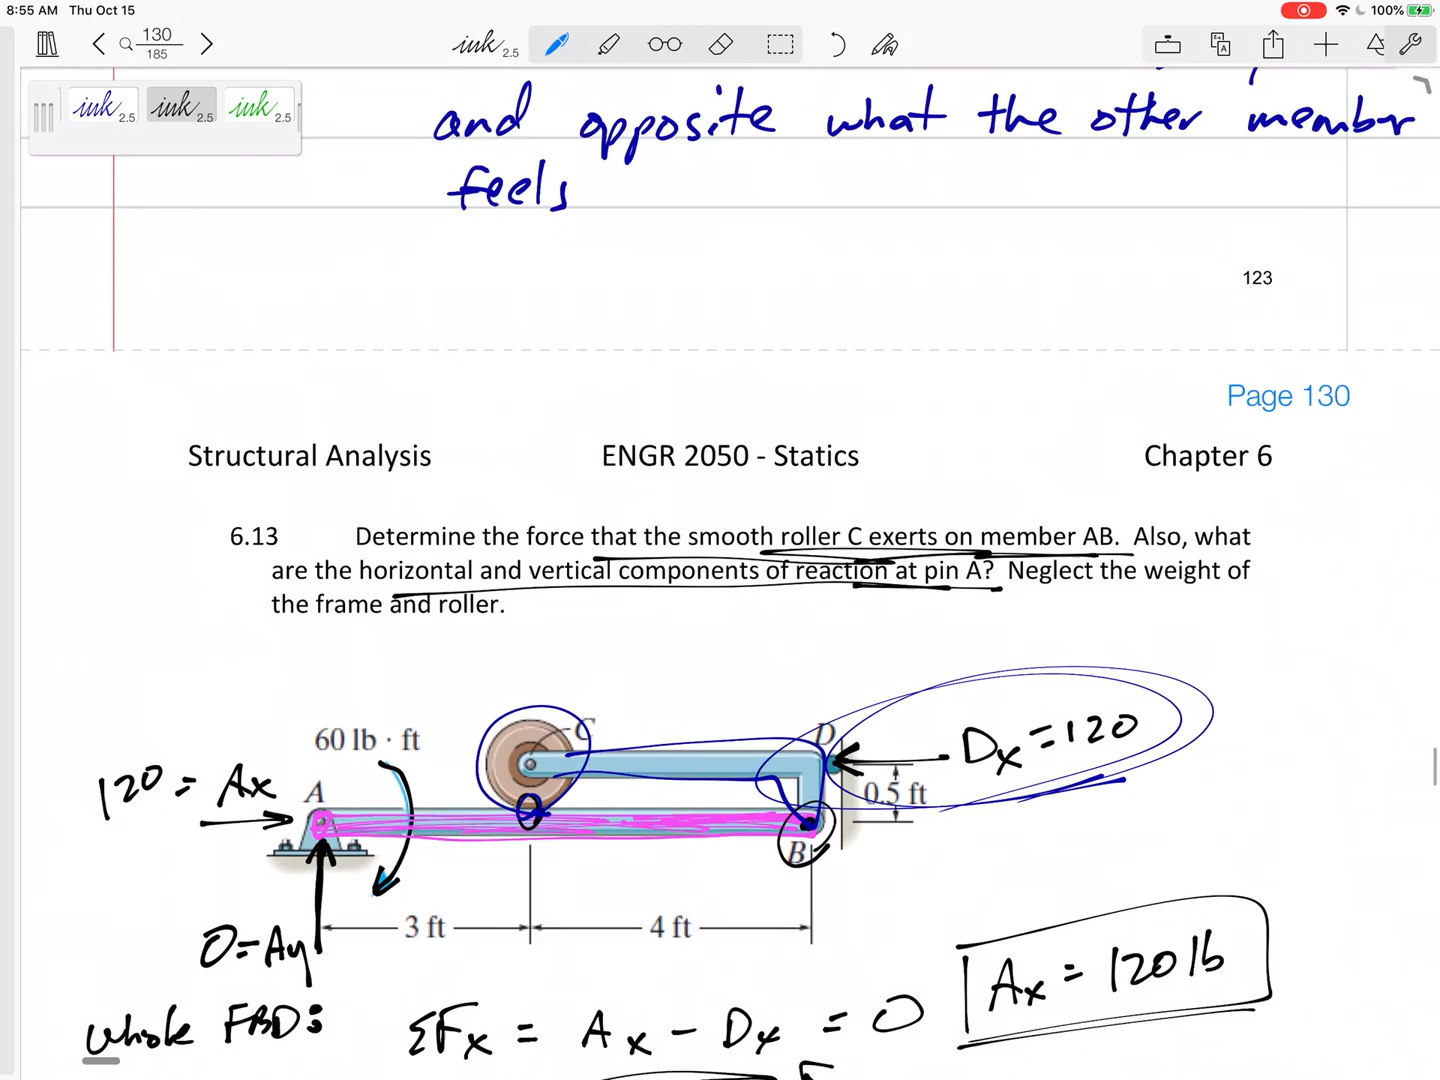 8:55 AM Thu Oct 15
100%
130
185
ink 2.5
ink 2.5 ink 2.5 ink 2.5
and opposite what the other member
feels
123
Page 130
Structural Analysis ENGR 2050 - Statics Chapter 6
6.13 Determine the force that the smooth roller C exerts on member AB. Also, what
are the horizontal and vertical components of reaction at pin A? Neglect the weight of
the frame and roller.
60 lb · ft
C
D
Dx = 120
120 = Ax
A
0.5 ft
B
3 ft
4 ft
0 = Ay
Ax = 120 lb
whole FBD:
ΣFx = Ax - Dx = 0